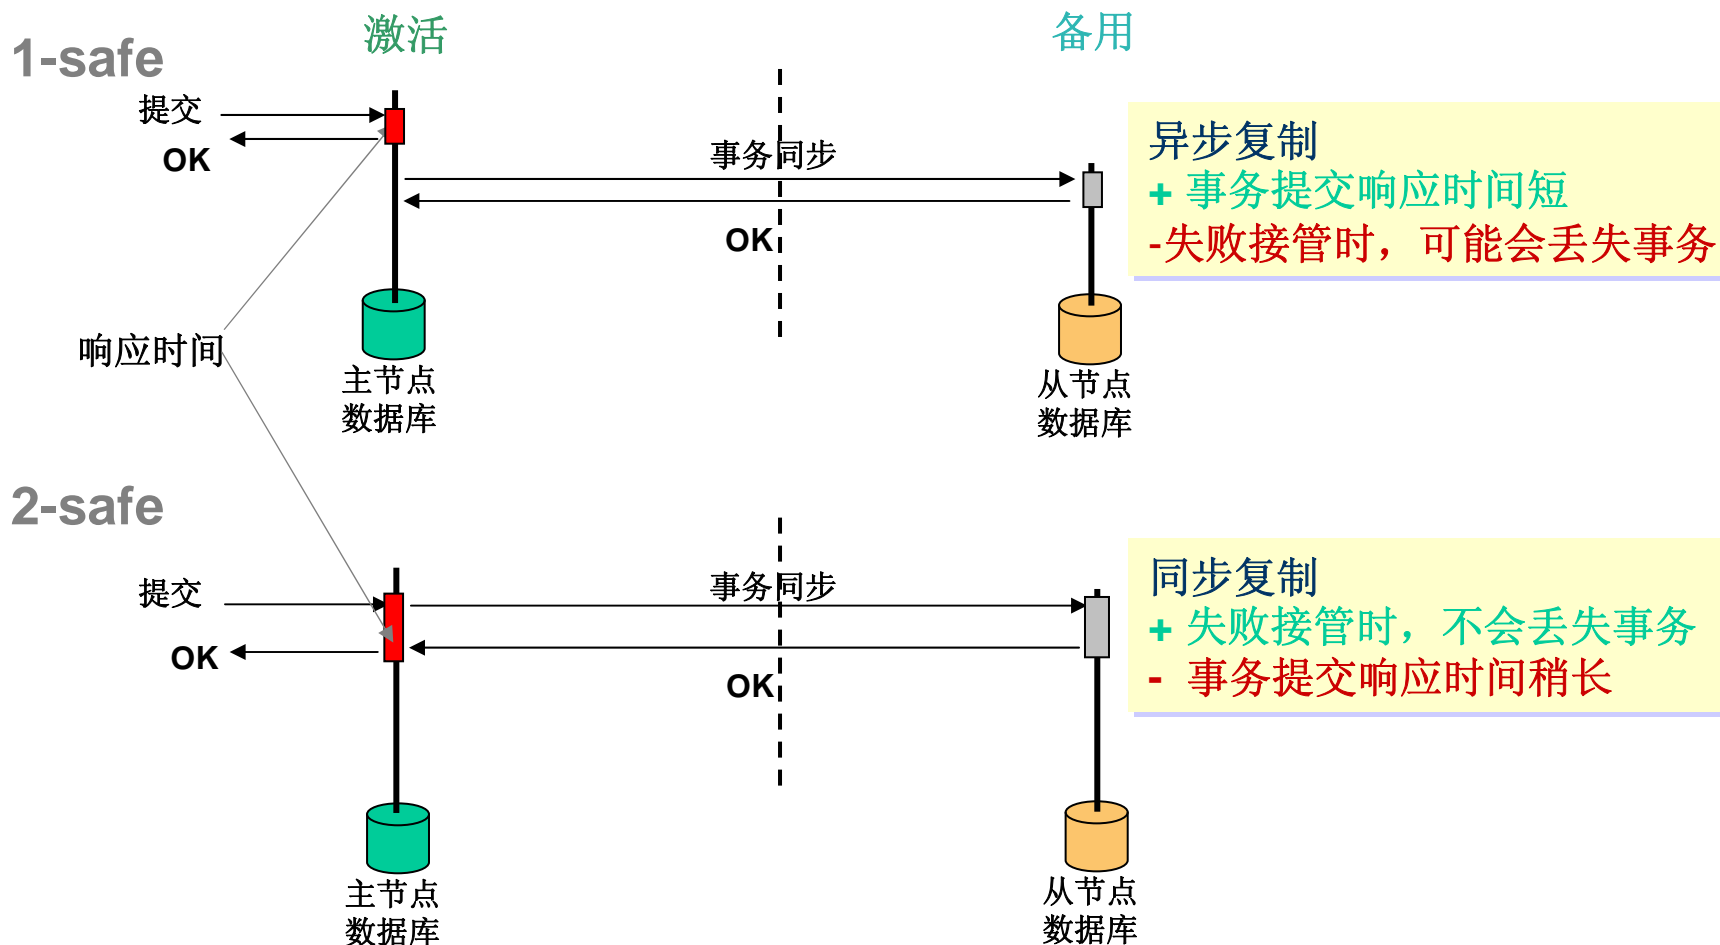 激活
备用
1-safe
提交
OK
事务同步
OK
异步复制
+ 事务提交响应时间短
-失败接管时，可能会丢失事务
响应时间
主节点
数据库
从节点
数据库
2-safe
提交
OK
事务同步
OK
同步复制
+ 失败接管时，不会丢失事务
- 事务提交响应时间稍长
主节点
数据库
从节点
数据库